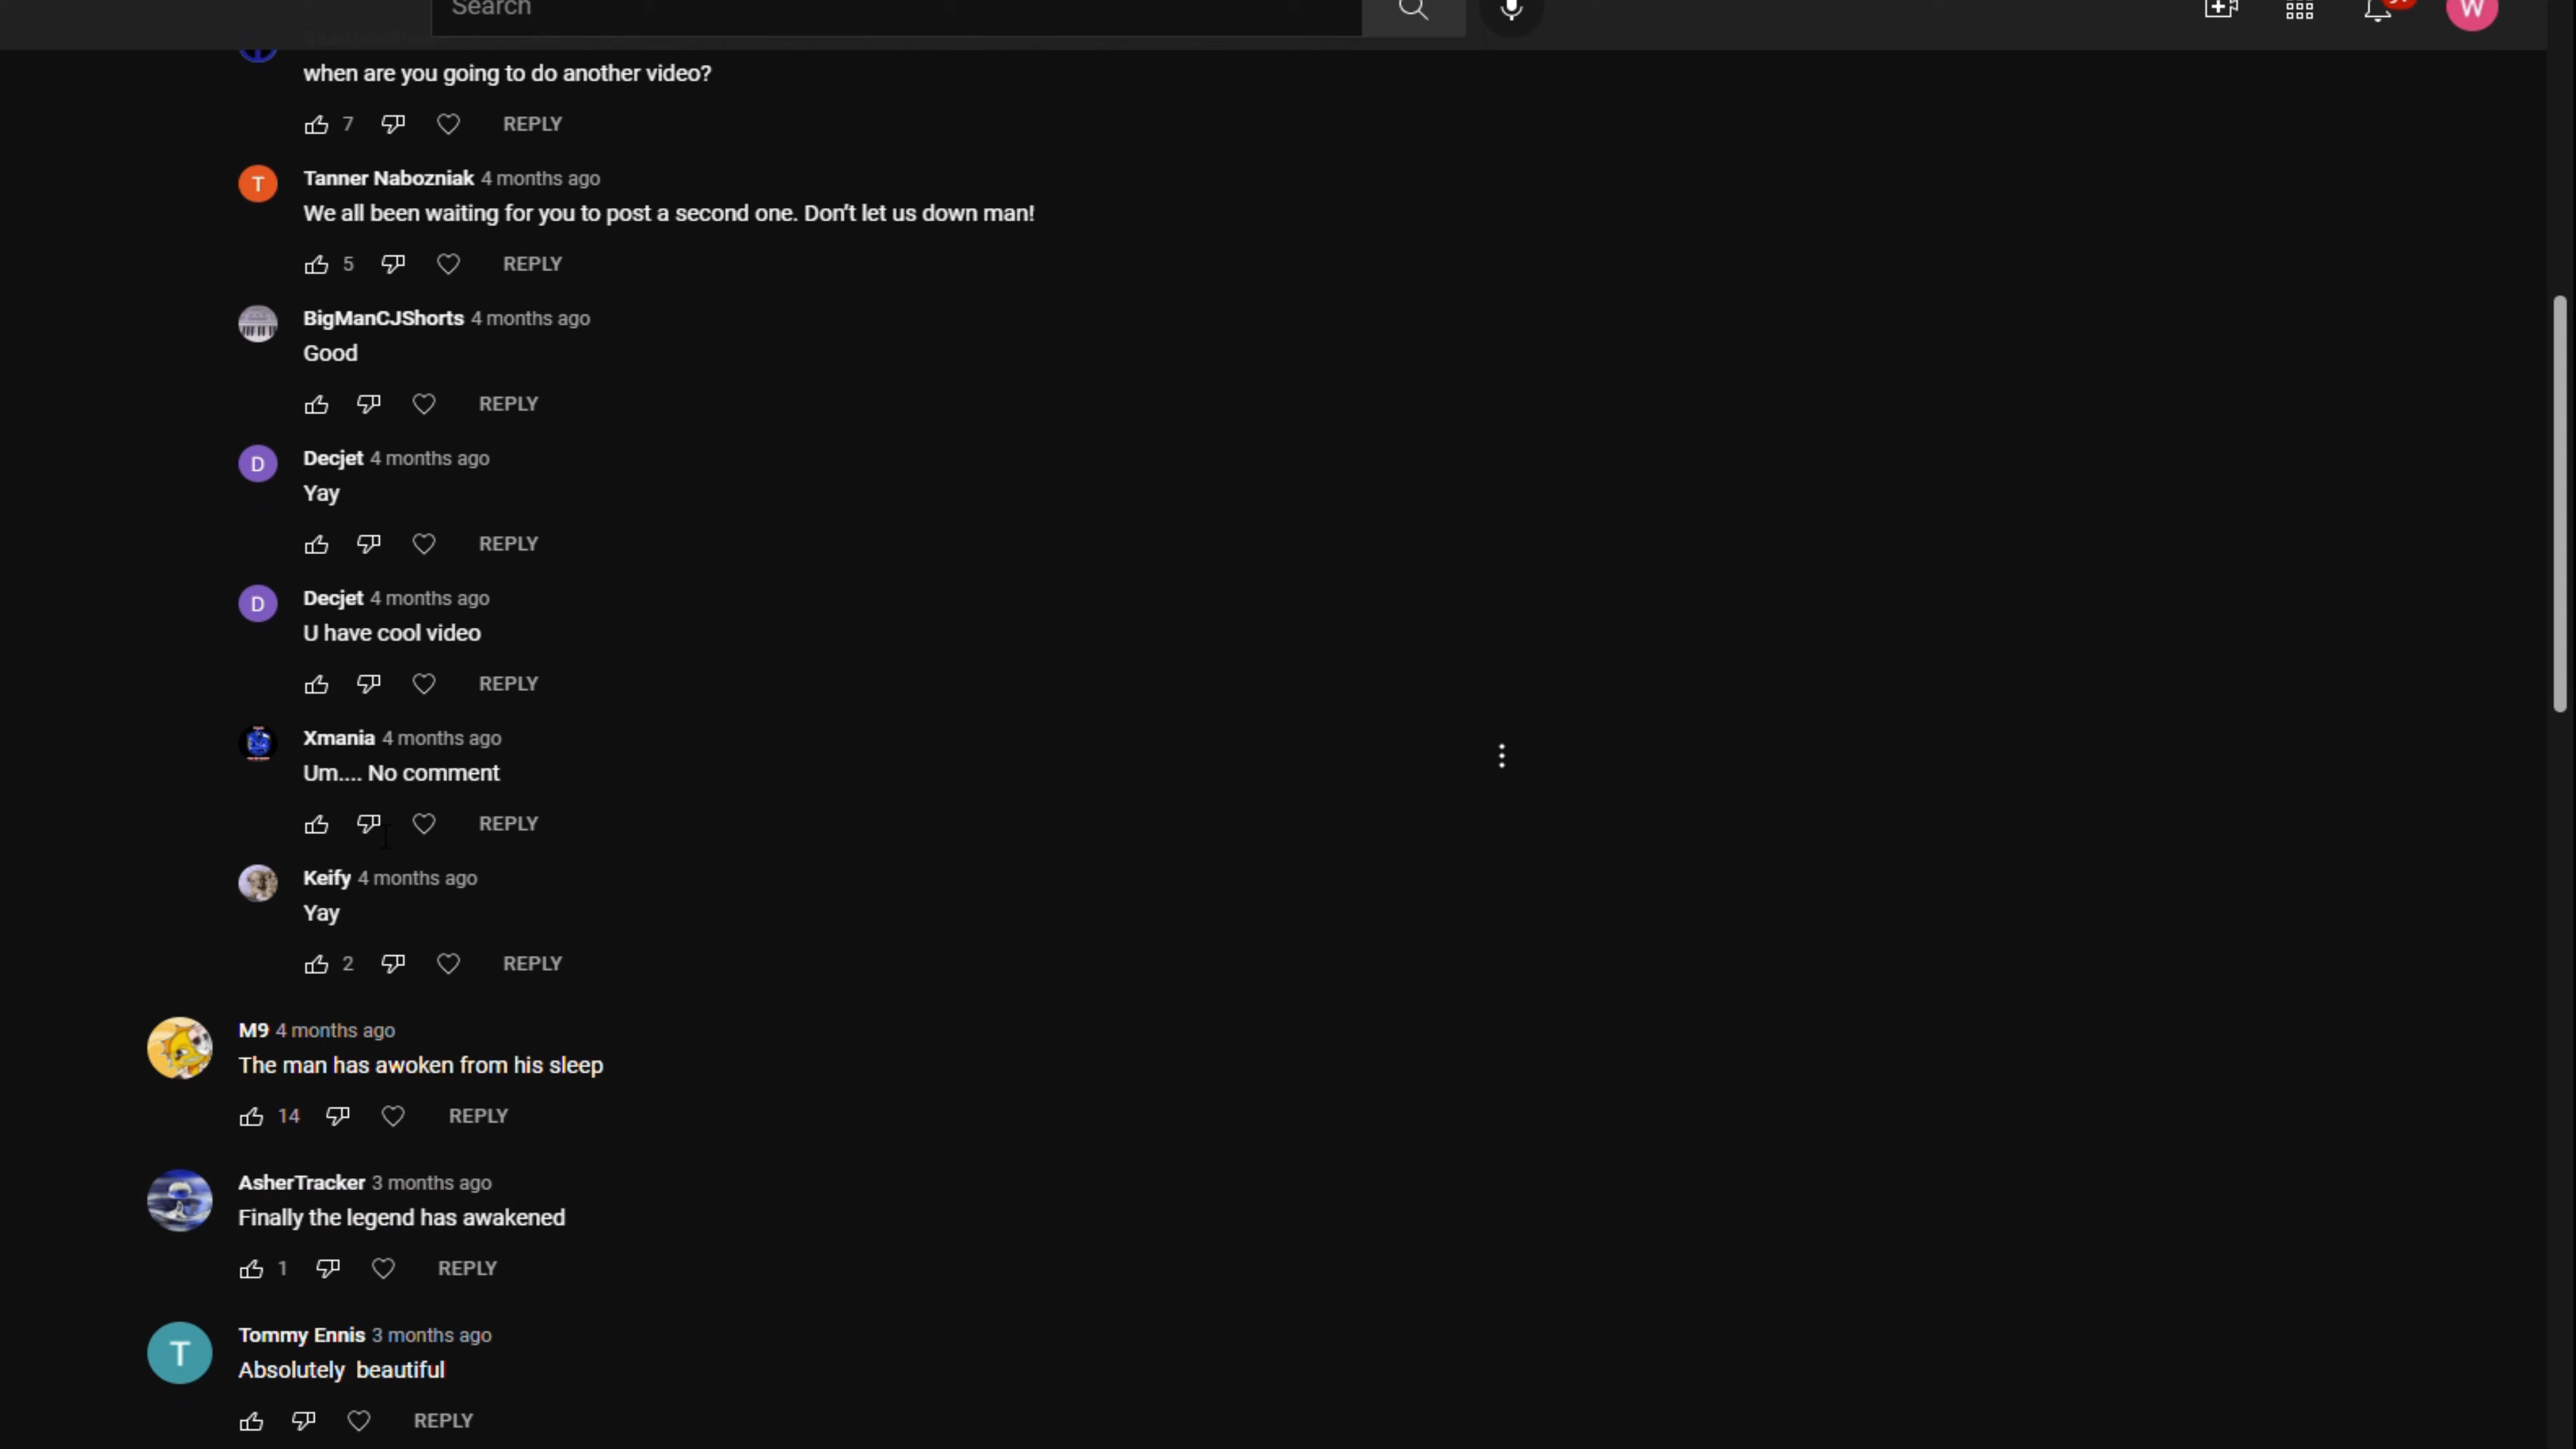 Search
W
when are you going to do another video?
7 REPLY
T
Tanner Nabozniak 4 months ago
We all been waiting for you to post a second one. Don't let us down man!
5 REPLY
BigManCJShorts 4 months ago
Good
REPLY
D
Decjet 4 months ago
Yay
REPLY
D
Decjet 4 months ago
U have cool video
REPLY
Xmania 4 months ago
Um.... No comment
REPLY
Keify 4 months ago
Yay
2 REPLY
M9 4 months ago
The man has awoken from his sleep
14 REPLY
AsherTracker 3 months ago
Finally the legend has awakened
1 REPLY
T
Tommy Ennis 3 months ago
Absolutely beautiful
REPLY